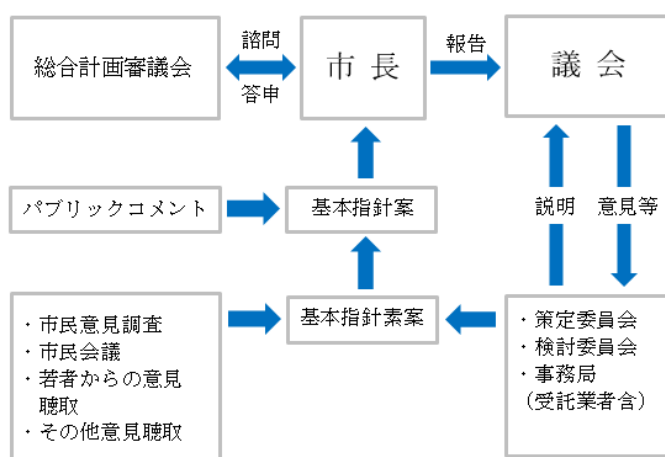 総合計画審議会
諮問
答申
市 長
報告
議 会
パブリックコメント
基本指針案
説明
意見等
・市民意見調査
・市民会議
・若者からの意見
聴取
・その他意見聴取
基本指針素案
・策定委員会
・検討委員会
・事務局
（受託業者含）